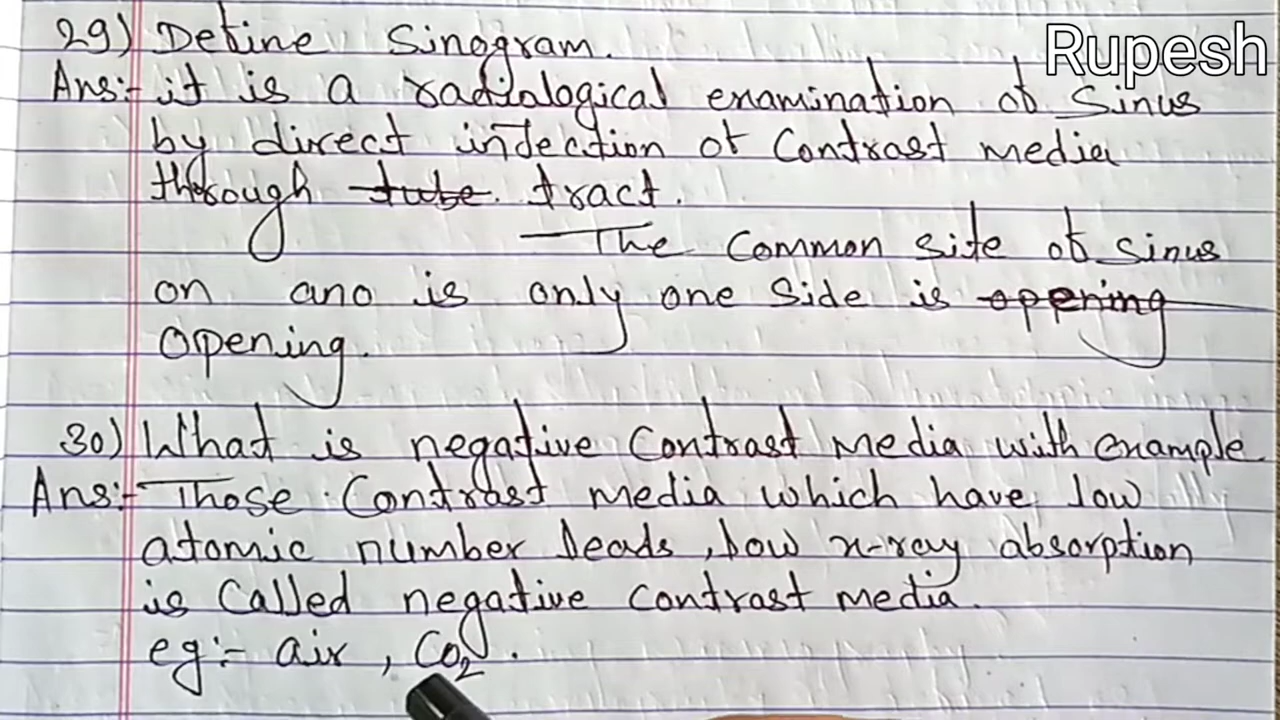 Rupesh
29) Define Sinogram.
Ans:- it is a radiological examination of Sinus
by direct injection of Contrast media
through tube. tract.
The Common site of sinus
on ano is only one side is opening
opening.
30) What is negative Contrast media with example.
Ans:- Those Contrast media which have low
atomic number leads, low x-ray absorption
is Called negative contrast media.
eg:- air, CO2.